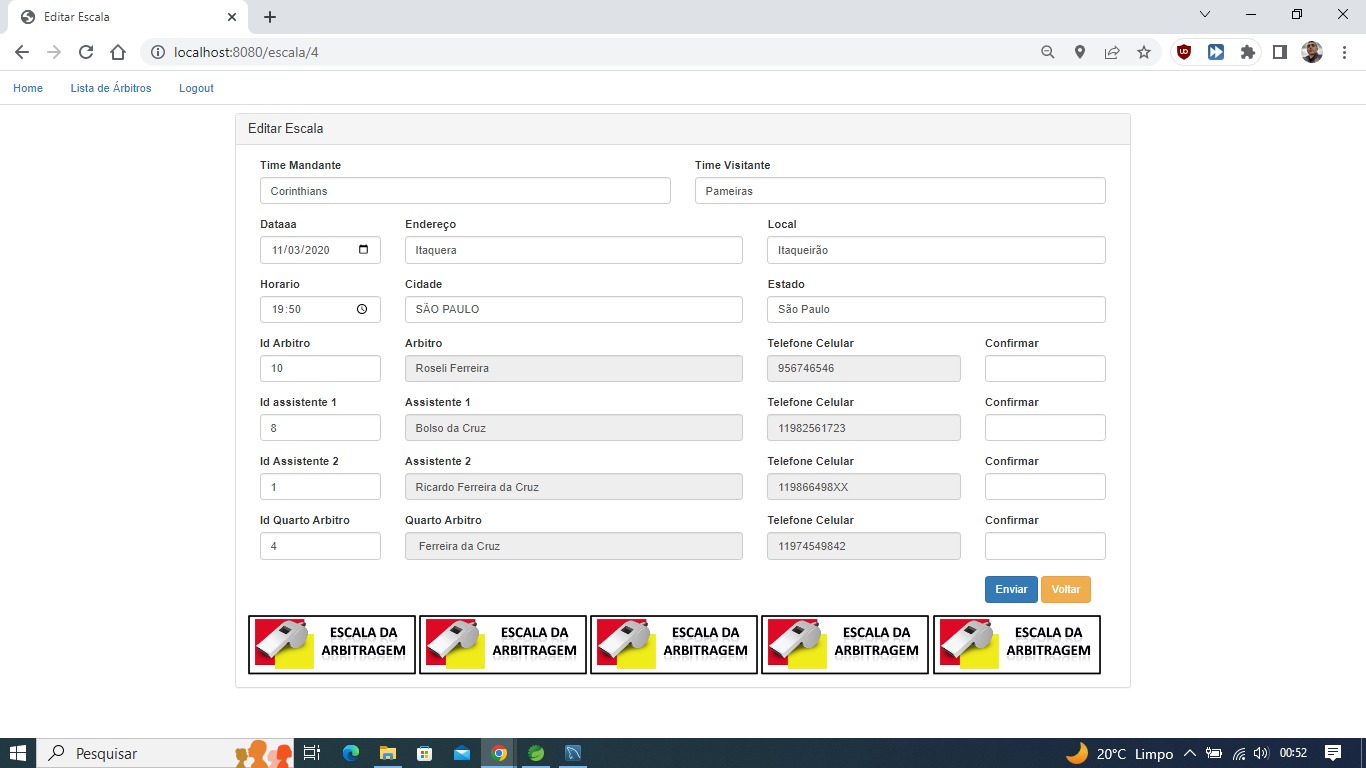 Editar Escala
localhost:8080/escala/4
Home Lista de Árbitros Logout
Editar Escala
Time Mandante Time Visitante
Corinthians Pameiras
Dataaa Endereço Local
11/03/2020 Itaquera Itaqueirão
Horario Cidade Estado
19:50 SÃO PAULO São Paulo
Id Arbitro Arbitro Telefone Celular Confirmar
10 Roseli Ferreira 956746546
Id assistente 1 Assistente 1 Telefone Celular Confirmar
8 Bolso da Cruz 11982561723
Id Assistente 2 Assistente 2 Telefone Celular Confirmar
1 Ricardo Ferreira da Cruz 119866498XX
Id Quarto Arbitro Quarto Arbitro Telefone Celular Confirmar
4 Ferreira da Cruz 11974549842
Enviar Voltar
ESCALA DA ESCALA DA ESCALA DA ESCALA DA ESCALA DA
ARBITRAGEM ARBITRAGEM ARBITRAGEM ARBITRAGEM ARBITRAGEM
Pesquisar 20°C Limpo 00:52